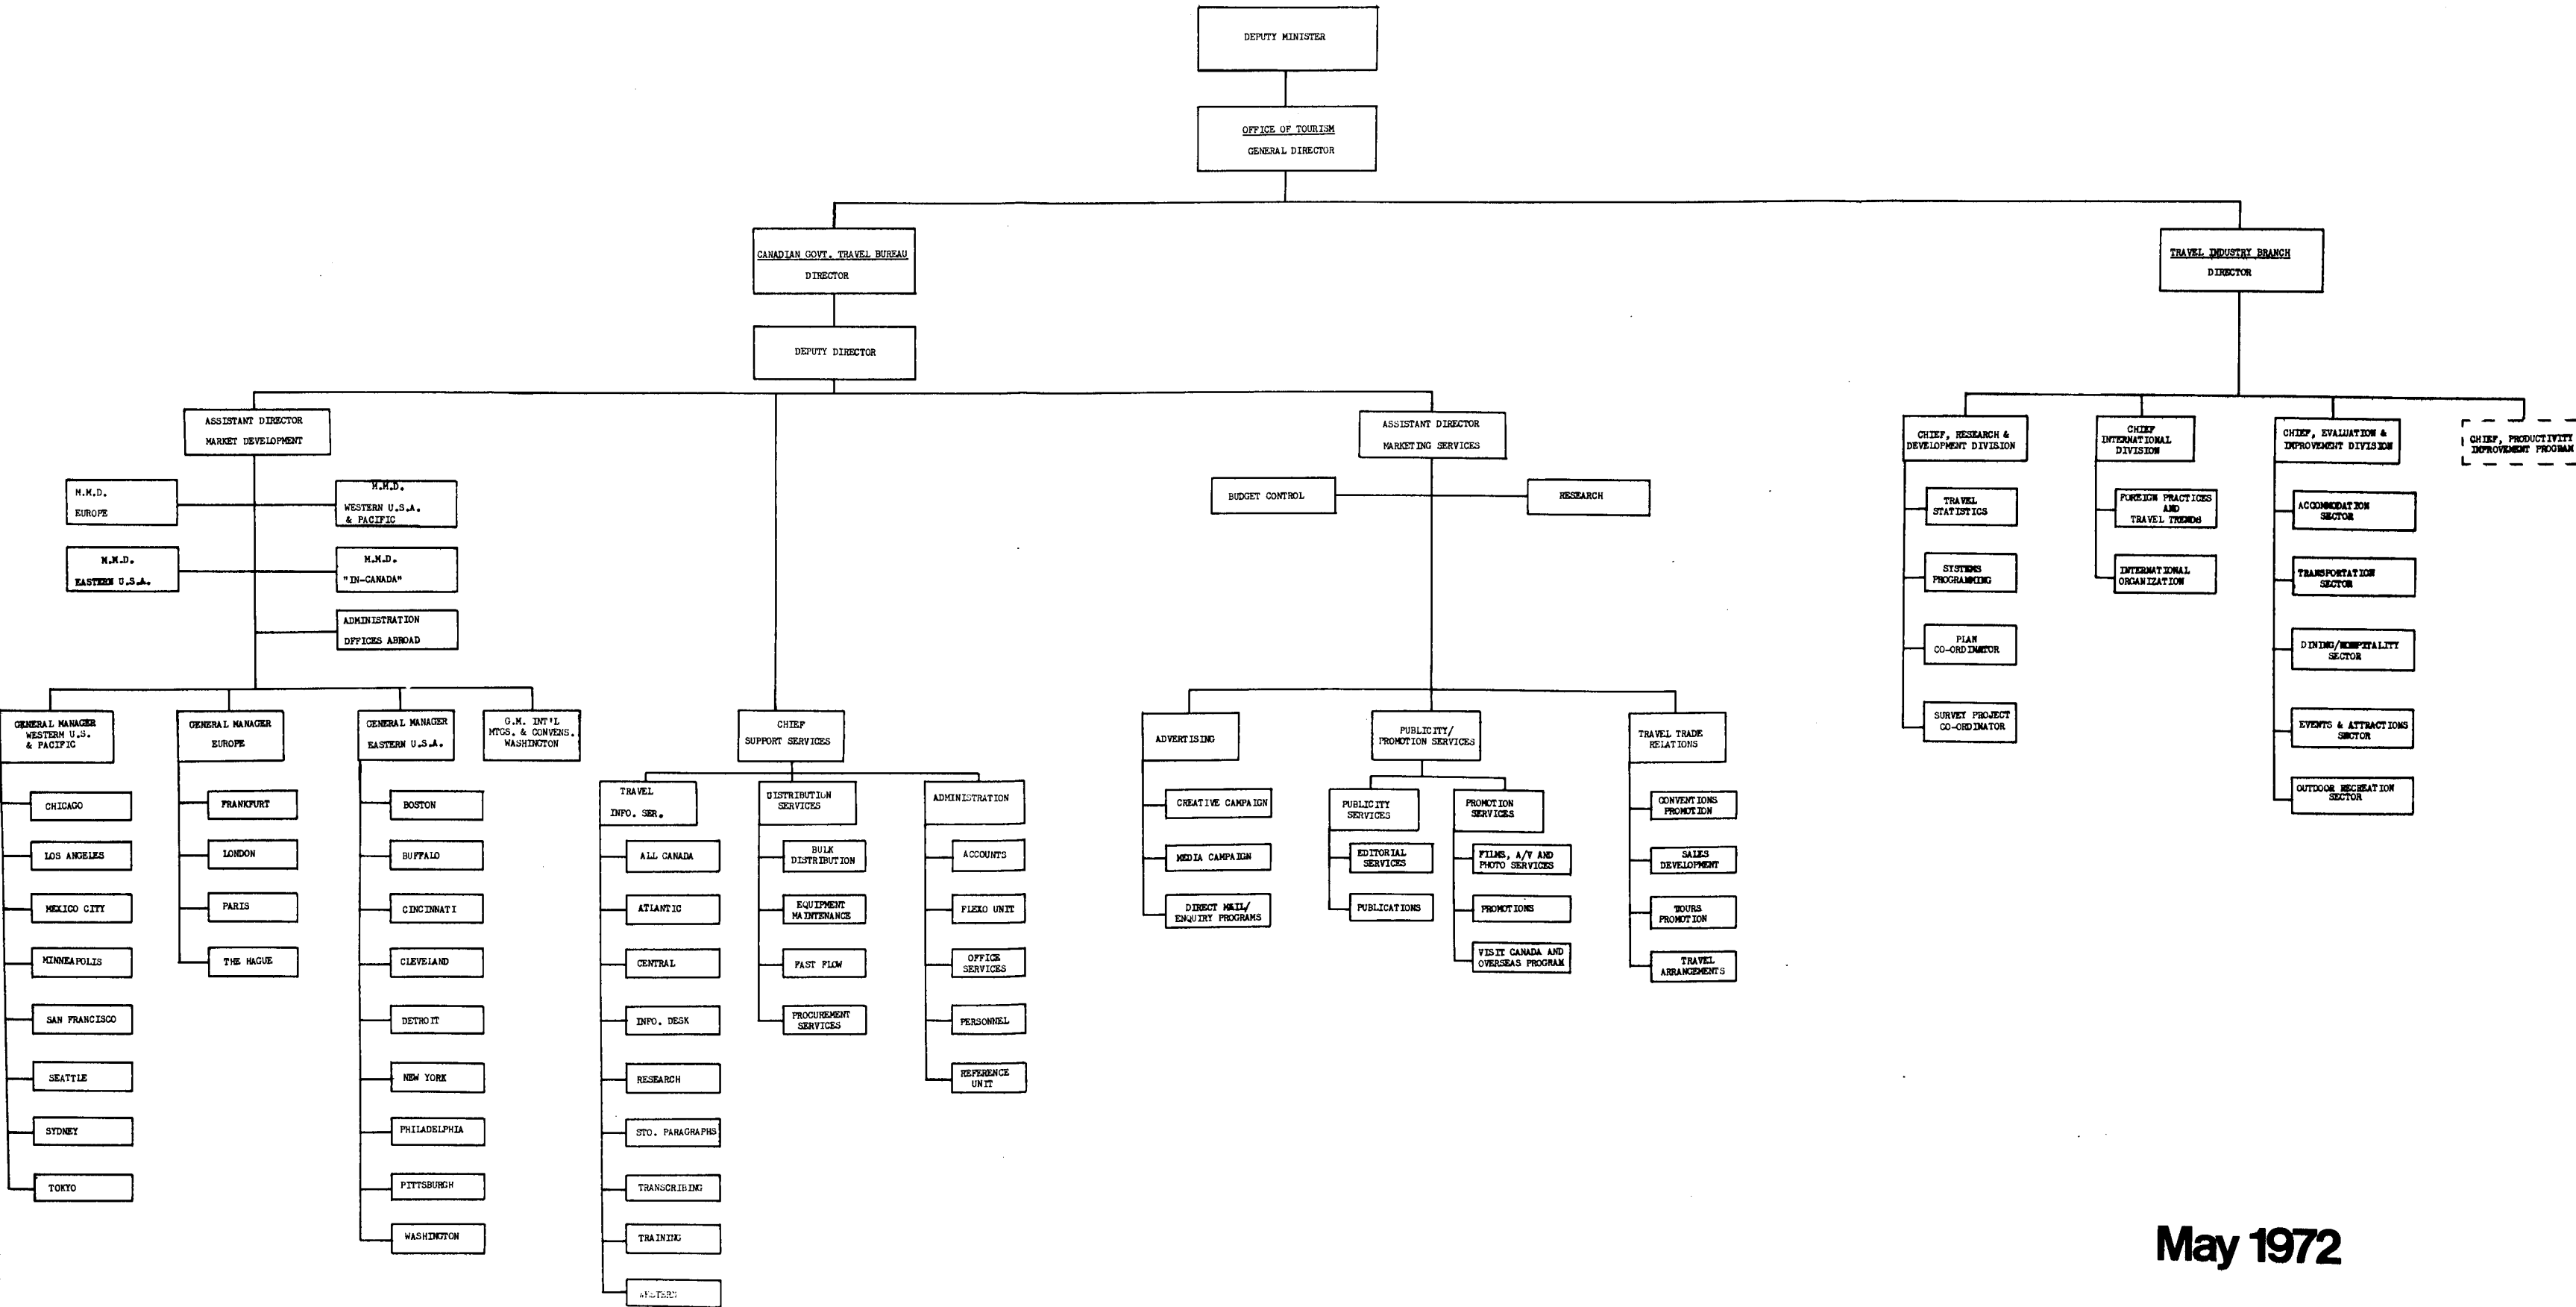 DEPUTY MINISTER
OFFICE OF TOURISM
GENERAL DIRECTOR
CANADIAN GOVT. TRAVEL BUREAU
DIRECTOR
TRAVEL INDUSTRY BRANCH
DIRECTOR
DEPUTY DIRECTOR
ASSISTANT DIRECTOR
MARKET DEVELOPMENT
M.M.D.
EUROPE
M.M.D.
WESTERN U.S.A.
& PACIFIC
M.M.D.
EASTERN U.S.A.
M.M.D.
"IN-CANADA"
ADMINISTRATION
OFFICES ABROAD
GENERAL MANAGER
WESTERN U.S.
& PACIFIC
CHICAGO
LOS ANGELES
MEXICO CITY
MINNEAPOLIS
SAN FRANCISCO
SEATTLE
SYDNEY
TOKYO
GENERAL MANAGER
EUROPE
FRANKFURT
LONDON
PARIS
THE HAGUE
GENERAL MANAGER
EASTERN U.S.A.
BOSTON
BUFFALO
CINCINNATI
CLEVELAND
DETROIT
NEW YORK
PHILADELPHIA
PITTSBURGH
WASHINGTON
G.M. INT'L
MTGS. & CONVENS.
WASHINGTON
CHIEF
SUPPORT SERVICES
TRAVEL
INFO. SER.
ALL CANADA
ATLANTIC
CENTRAL
INFO. DESK
RESEARCH
STO. PARAGRAPHS
TRANSCRIBING
TRAINING
WESTERN
DISTRIBUTION
SERVICES
BULK
DISTRIBUTION
EQUIPMENT
MAINTENANCE
FAST FLOW
PROCUREMENT
SERVICES
ADMINISTRATION
ACCOUNTS
FLEXO UNIT
OFFICE
SERVICES
PERSONNEL
REFERENCE
UNIT
ASSISTANT DIRECTOR
MARKETING SERVICES
BUDGET CONTROL
RESEARCH
ADVERTISING
CREATIVE CAMPAIGN
MEDIA CAMPAIGN
DIRECT MAIL/
ENQUIRY PROGRAMS
PUBLICITY/
PROMOTION SERVICES
PUBLICITY
SERVICES
EDITORIAL
SERVICES
PUBLICATIONS
PROMOTION
SERVICES
FILMS, A/V AND
PHOTO SERVICES
PROMOTIONS
VISIT CANADA AND
OVERSEAS PROGRAM
TRAVEL TRADE
RELATIONS
CONVENTIONS
PROMOTION
SALES
DEVELOPMENT
TOURS
PROMOTION
TRAVEL
ARRANGEMENTS
CHIEF, RESEARCH &
DEVELOPMENT DIVISION
TRAVEL
STATISTICS
SYSTEMS
PROGRAMMING
PLAN
CO-ORDINATOR
SURVEY PROJECT
CO-ORDINATOR
CHIEF
INTERNATIONAL
DIVISION
FOREIGN PRACTICES
AND
TRAVEL TRENDS
INTERNATIONAL
ORGANIZATION
CHIEF, EVALUATION &
IMPROVEMENT DIVISION
ACCOMMODATION
SECTOR
TRANSPORTATION
SECTOR
DINING/HOSPITALITY
SECTOR
EVENTS & ATTRACTIONS
SECTOR
OUTDOOR RECREATION
SECTOR
CHIEF, PRODUCTIVITY
IMPROVEMENT PROGRAM
May 1972